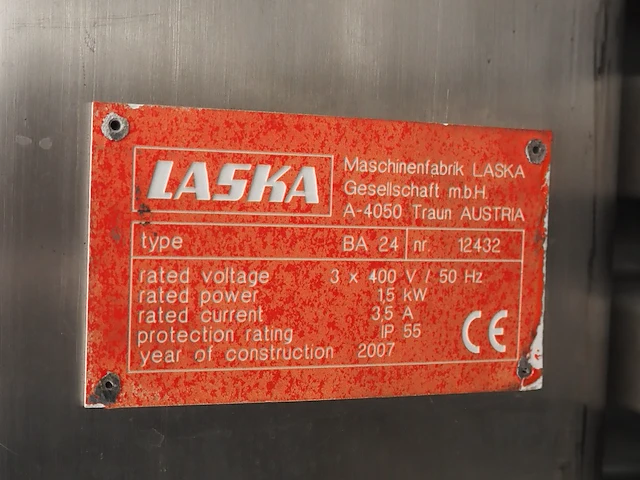 LASKA
Maschinenfabrik LASKA
Gesellschaft m.b.H.
A-4050 Traun AUSTRIA
type BA 24 nr. 12432
rated voltage 3 x 400 V / 50 Hz
rated power 1,5 kW
rated current 3,5 A
protection rating IP 55
year of construction 2007
CE